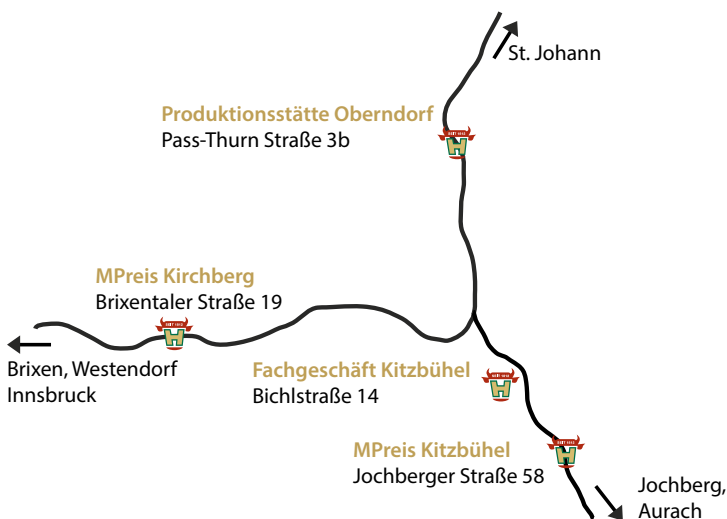 St. Johann
Produktionsstätte Oberndorf
Pass-Thurn Straße 3b
MPreis Kirchberg
Brixentaler Straße 19
Brixen, Westendorf
Innsbruck
Fachgeschäft Kitzbühel
Bichlstraße 14
MPreis Kitzbühel
Jochberger Straße 58
Jochberg,
Aurach
H
H
H
H